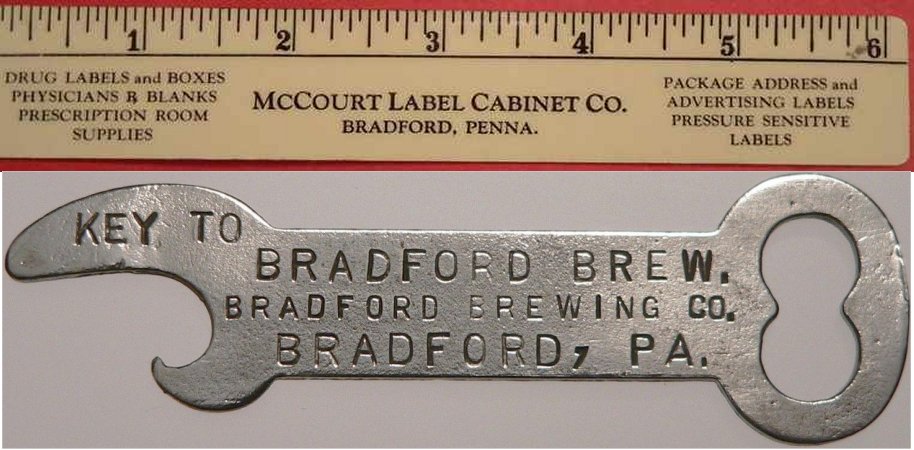 1 2 3 4 5 6
DRUG LABELS and BOXES
PHYSICIANS ℞ BLANKS
PRESCRIPTION ROOM
SUPPLIES
MCCOURT LABEL CABINET CO.
BRADFORD, PENNA.
PACKAGE ADDRESS and
ADVERTISING LABELS
PRESSURE SENSITIVE
LABELS
KEY TO
BRADFORD BREW.
BRADFORD BREWING CO.
BRADFORD, PA.